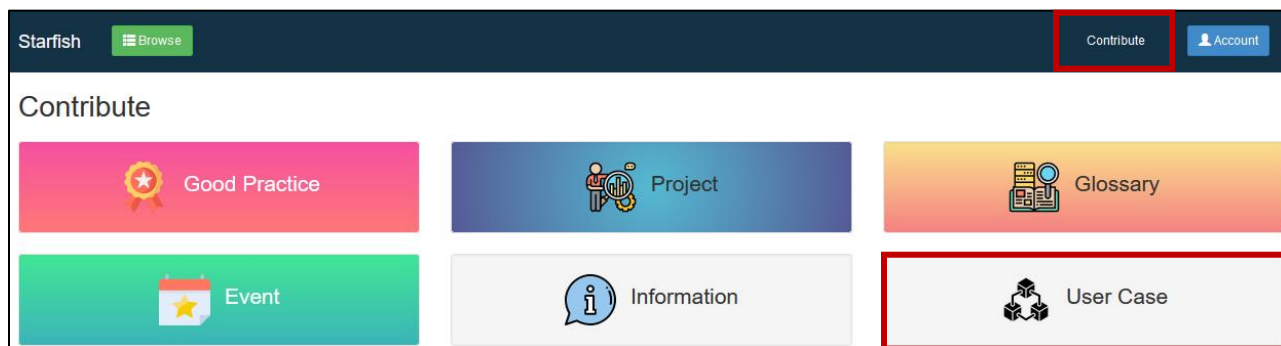 Starfish Browse Contribute Account
Contribute
Good Practice Project Glossary
Event Information User Case